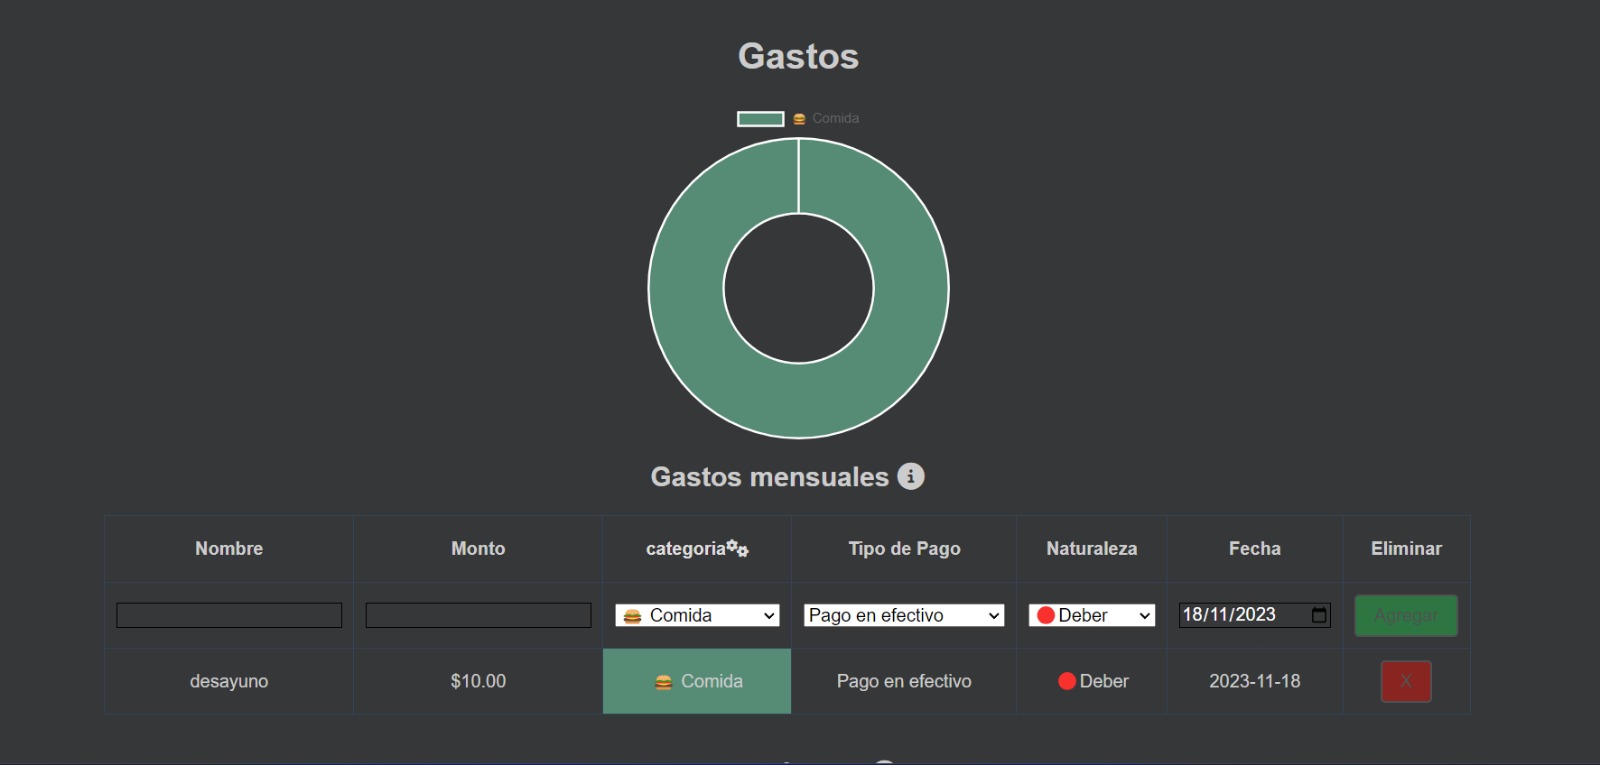 Gastos
🍔 Comida
Gastos mensuales
Nombre Monto categoria Tipo de Pago Naturaleza Fecha Eliminar
🍔 Comida Pago en efectivo 🔴 Deber 18/11/2023 Agregar
desayuno $10.00 🍔 Comida Pago en efectivo 🔴 Deber 2023-11-18 X